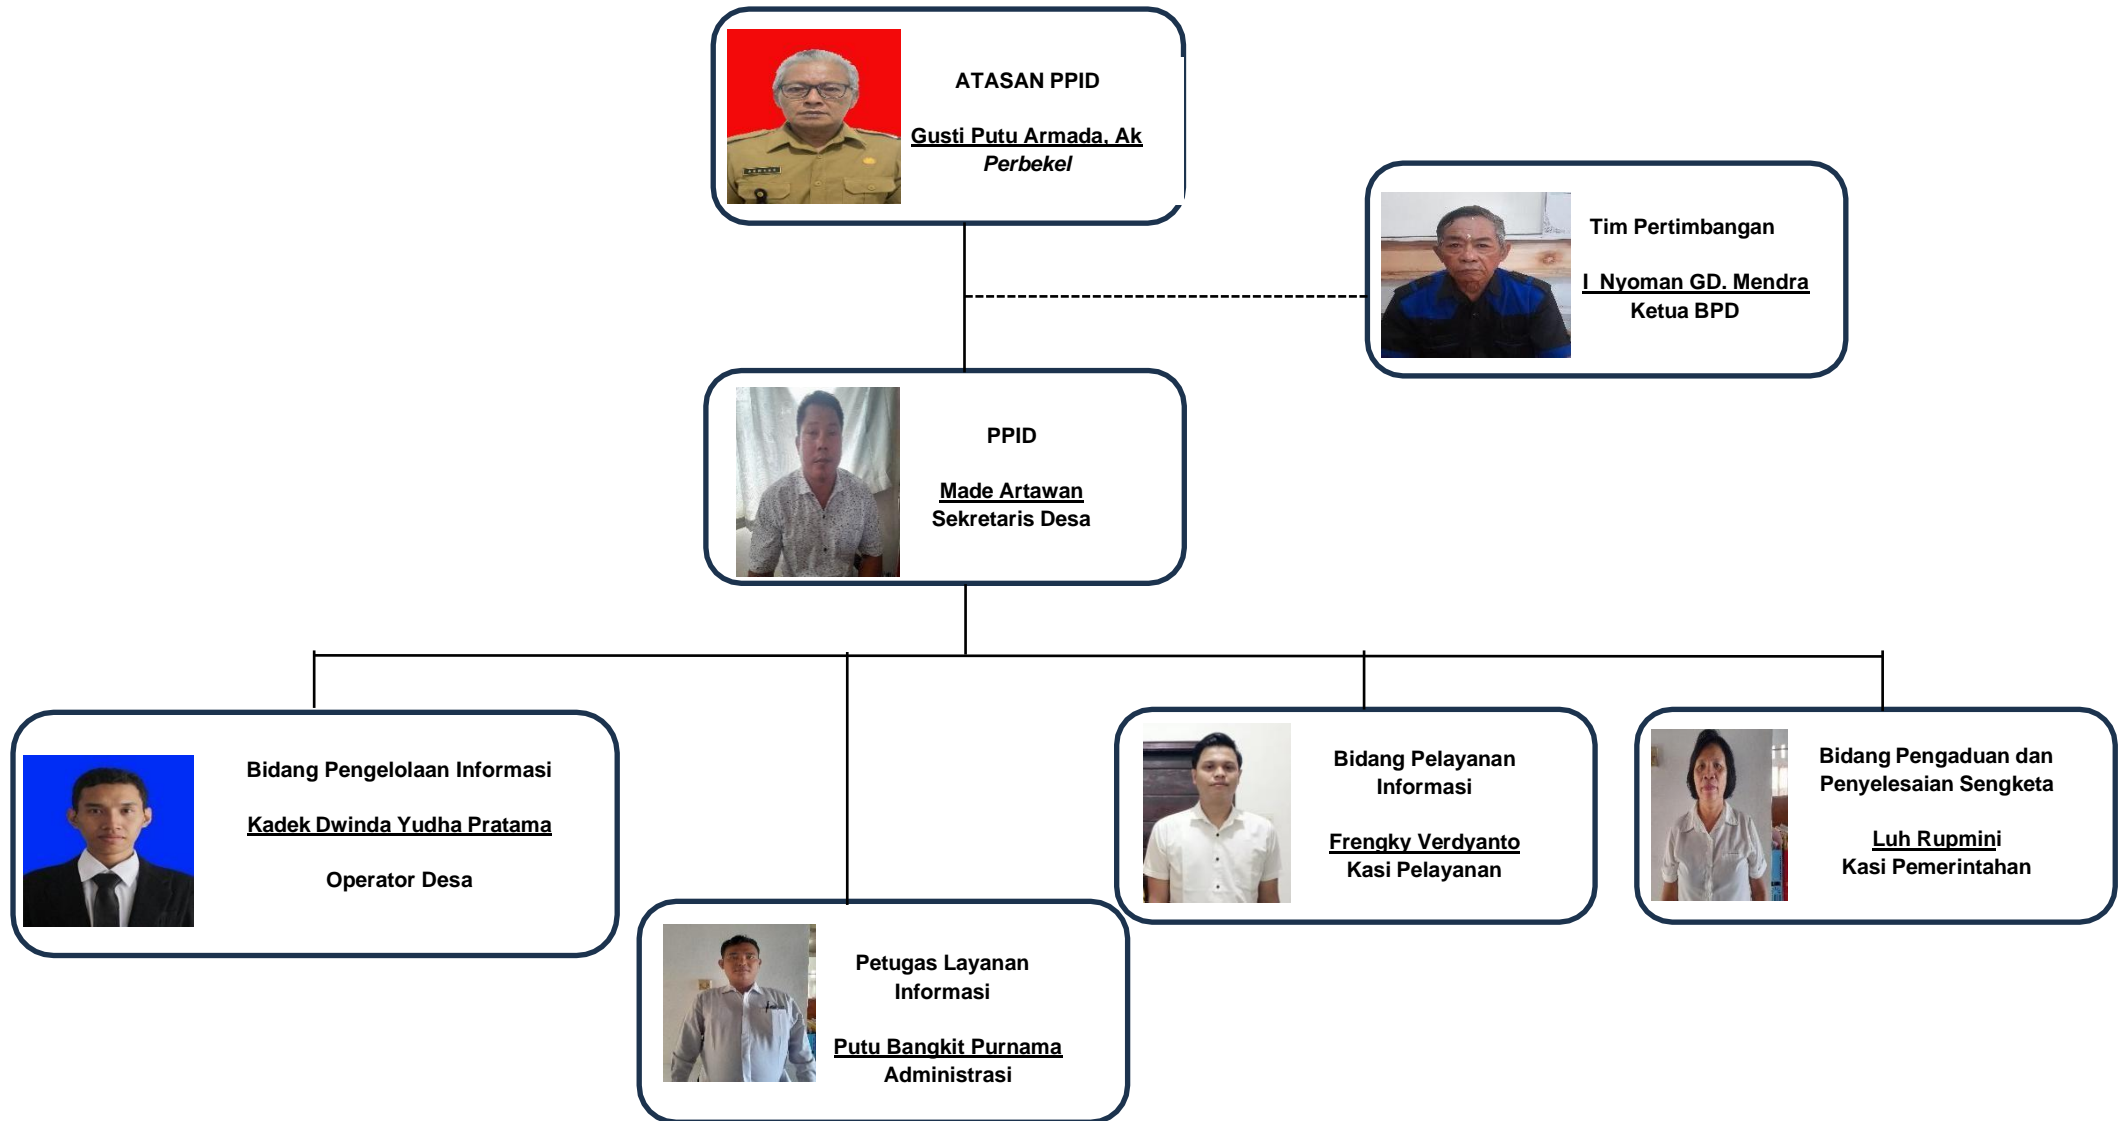 ATASAN PPID
Gusti Putu Armada, Ak
Perbekel
Tim Pertimbangan
I Nyoman GD. Mendra
Ketua BPD
PPID
Made Artawan
Sekretaris Desa
Bidang Pengelolaan Informasi
Kadek Dwinda Yudha Pratama
Operator Desa
Petugas Layanan
Informasi
Putu Bangkit Purnama
Administrasi
Bidang Pelayanan
Informasi
Frengky Verdyanto
Kasi Pelayanan
Bidang Pengaduan dan
Penyelesaian Sengketa
Luh Rupmini
Kasi Pemerintahan